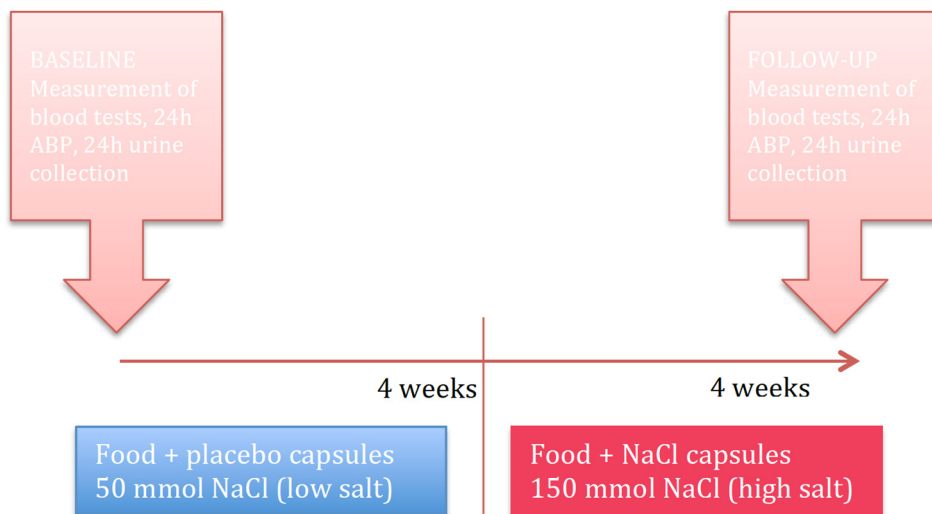 BASELINE
Measurement of
blood tests, 24h
ABP, 24h urine
collection
FOLLOW-UP
Measurement of
blood tests, 24h
ABP, 24h urine
collection
4 weeks
4 weeks
Food + placebo capsules
50 mmol NaCl (low salt)
Food + NaCl capsules
150 mmol NaCl (high salt)